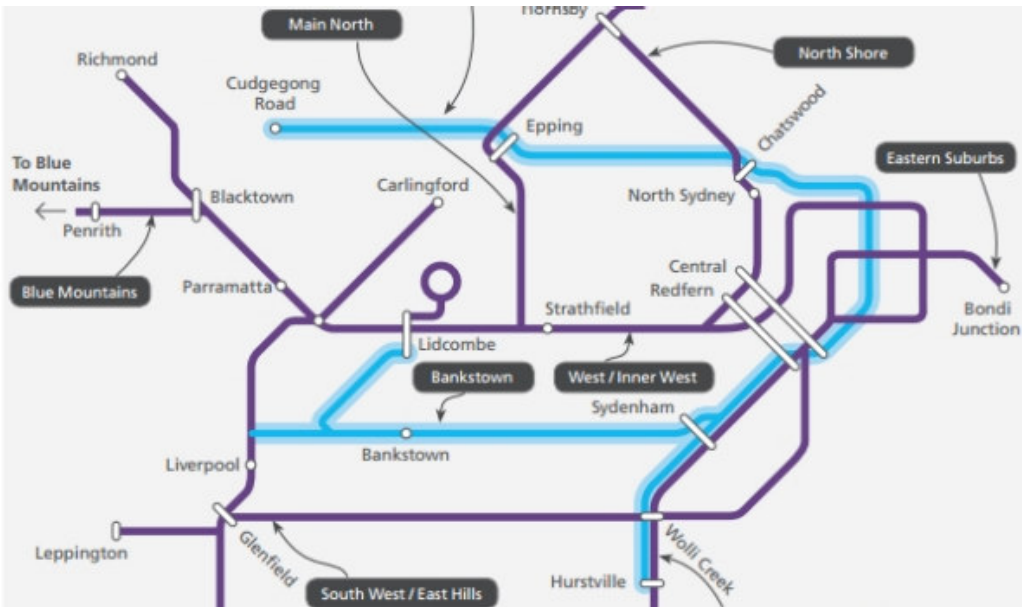 Hornsby
Main North
North Shore
Richmond
Cudgegong
Road
Epping
Chatswood
To Blue
Mountains
Eastern Suburbs
Carlingford
Blacktown
North Sydney
Penrith
Blue Mountains
Parramatta
Central
Redfern
Strathfield
Bondi
Junction
Lidcombe
Bankstown
West / Inner West
Sydenham
Bankstown
Liverpool
Leppington
Glenfield
Wolli Creek
Hurstville
South West / East Hills